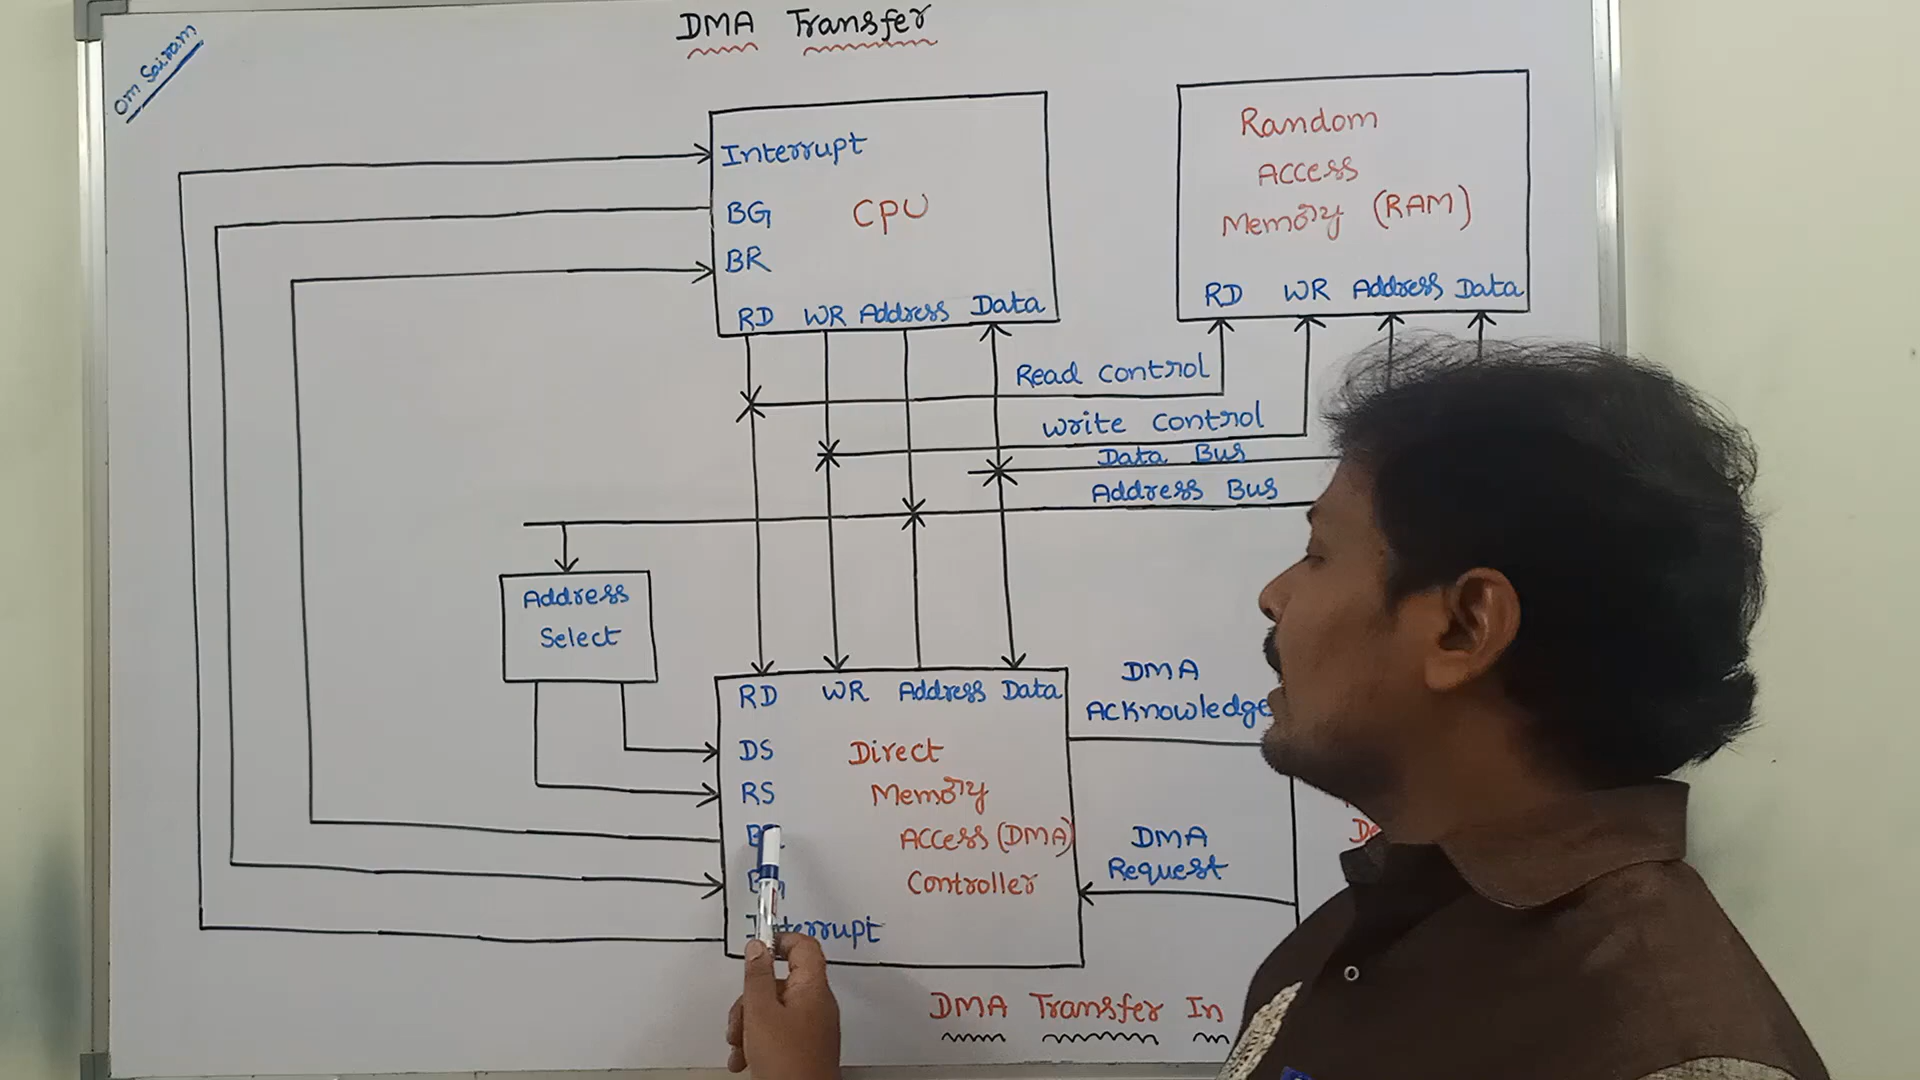 DMA Transfer
Om Sairam
Interrupt
BG CPU
BR
RD WR Address Data
Random
Access
Memory (RAM)
RD WR Address Data
Read Control
Write Control
Data Bus
Address Bus
Address
Select
RD WR Address Data
DS Direct
RS Memory
Access (DMA)
Controller
Interrupt
DMA
Acknowledge
DMA
Request
DMA Transfer In